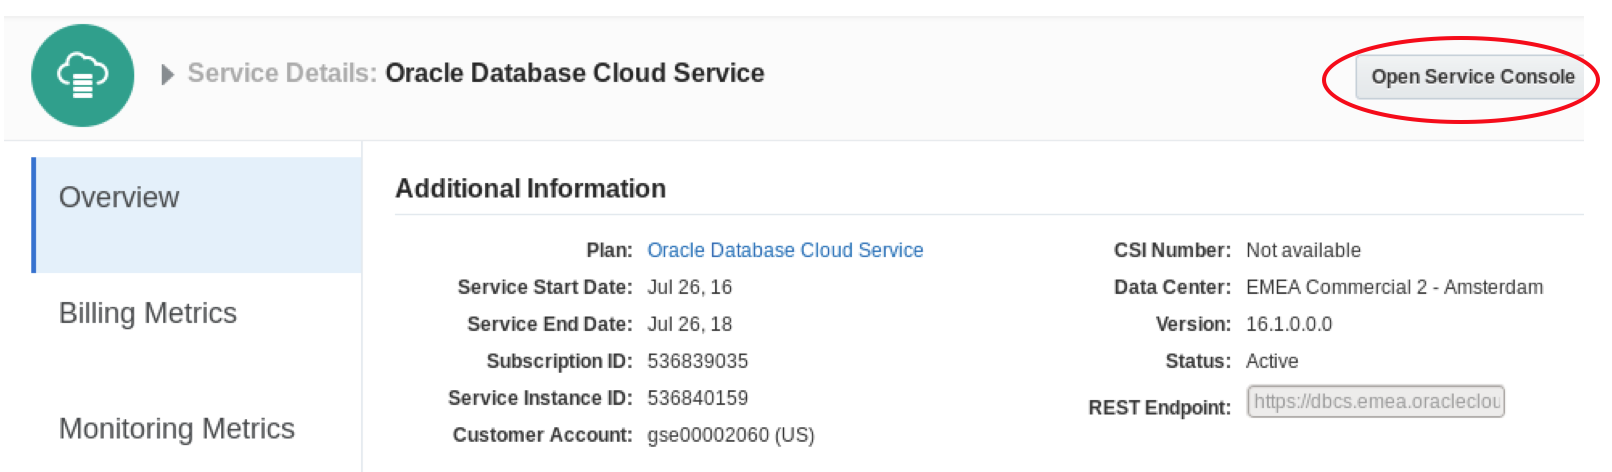 Service Details: Oracle Database Cloud Service
Open Service Console
Overview
Billing Metrics
Monitoring Metrics
Additional Information
Plan: Oracle Database Cloud Service
Service Start Date: Jul 26, 16
Service End Date: Jul 26, 18
Subscription ID: 536839035
Service Instance ID: 536840159
Customer Account: gse00002060 (US)
CSI Number: Not available
Data Center: EMEA Commercial 2 - Amsterdam
Version: 16.1.0.0.0
Status: Active
REST Endpoint: https://dbcs.emea.oracleclou